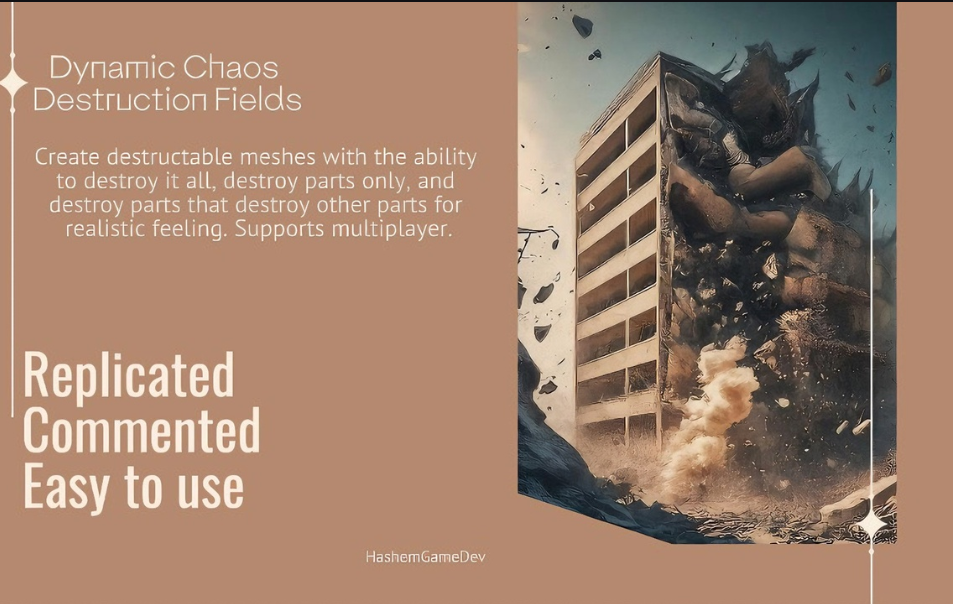 Dynamic Chaos
Destruction Fields
Create destructable meshes with the ability
to destroy it all, destroy parts only, and
destroy parts that destroy other parts for
realistic feeling. Supports multiplayer.
Replicated
Commented
Easy to use
HashemGameDev